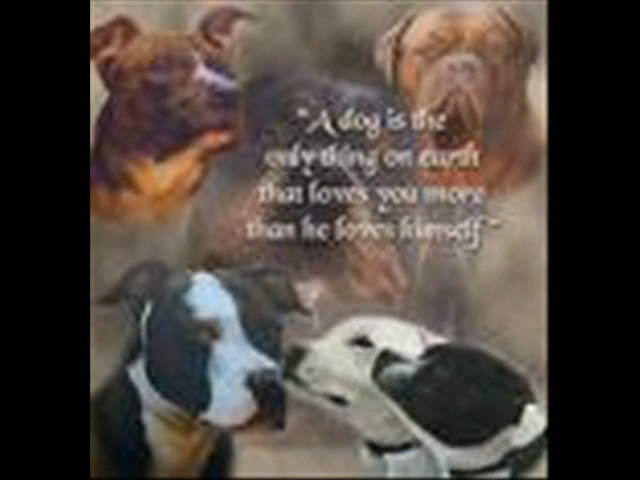 "A dog is the
only thing on earth
that loves you more
than he loves himself"